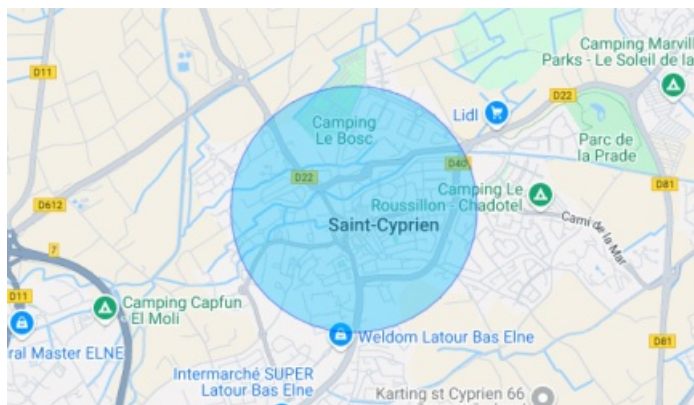 D11
Camping Marvill
Parks - Le Soleil de la
D22
Lidl
Camping
Le Bosc
Parc de
la Prade
D40
D22
D81
Camping Le
Roussillon - Chadotel
D612
Saint-Cyprien
Cami de la Mar
7
D11
Camping Capfun
El Moli
Weldom Latour Bas Elne
D81
ral Master ELNE
Intermarché SUPER
Latour Bas Elne
Karting st Cyprien 66